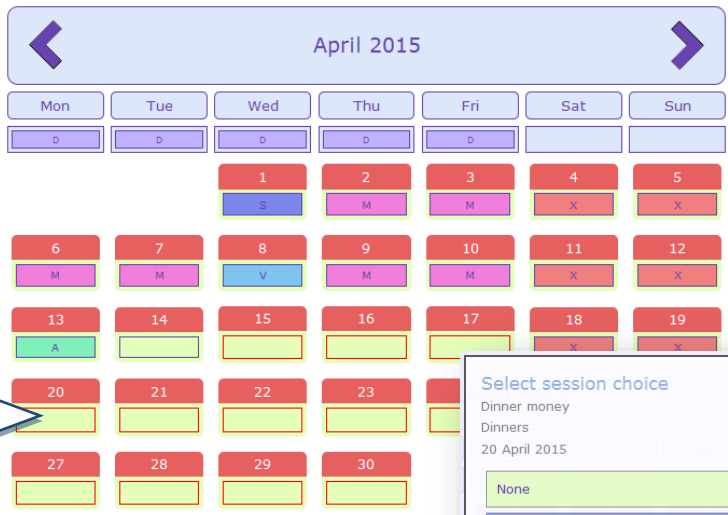 April 2015
Mon Tue Wed Thu Fri Sat Sun
D D D D D
1 2 3 4 5
S M M X X
6 7 8 9 10 11 12
M M V M M X X
13 14 15 16 17 18 19
A X X
20 21 22 23
27 28 29 30
Select session choice
Dinner money
Dinners
20 April 2015
None